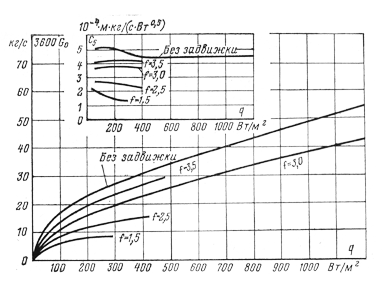 10⁻⁴·м·кг/(с·Вт⁰,⁵)
кг/с 3600 G₀
C₅
Без задвижки
f=3,5
f=3,0
f=2,5
f=1,5
5
4
3
2
1
0
q
200 400 600 800 1000 Вт/м²
70
60
50
40
30
20
10
0
Без задвижки
f=3,5
f=3,0
f=2,5
f=1,5
q
100 200 300 400 500 600 700 800 900 1000 Вт/м²